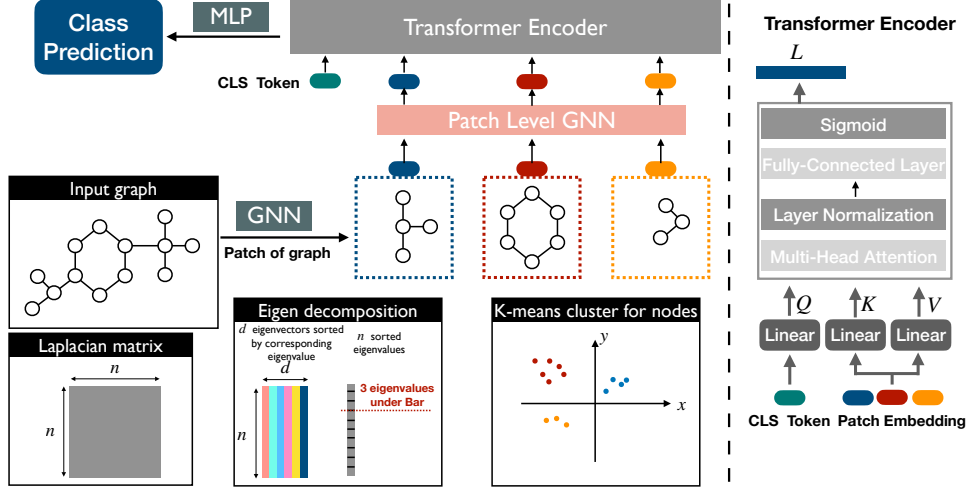 Class
Prediction
MLP
Transformer Encoder
CLS Token
Patch Level GNN
Input graph
GNN
Patch of graph
Laplacian matrix
n
n
Eigen decomposition
d eigenvectors sorted
by corresponding
eigenvalue
n sorted
eigenvalues
d
n
3 eigenvalues
under Bar
K-means cluster for nodes
y
x
Transformer Encoder
L
Sigmoid
Fully-Connected Layer
Layer Normalization
Multi-Head Attention
Q
K
V
Linear
Linear
Linear
CLS Token
Patch Embedding